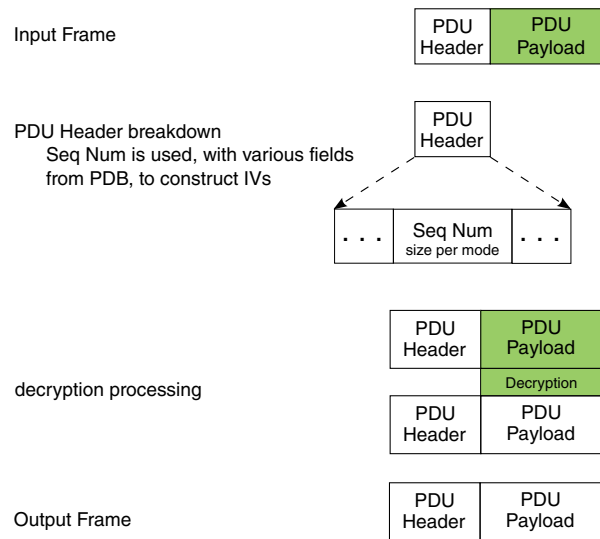 Input Frame
PDU Header
PDU Payload
PDU Header breakdown
Seq Num is used, with various fields
from PDB, to construct IVs
PDU Header
. . .
Seq Num
size per mode
. . .
decryption processing
PDU Header
PDU Payload
Decryption
PDU Header
PDU Payload
Output Frame
PDU Header
PDU Payload